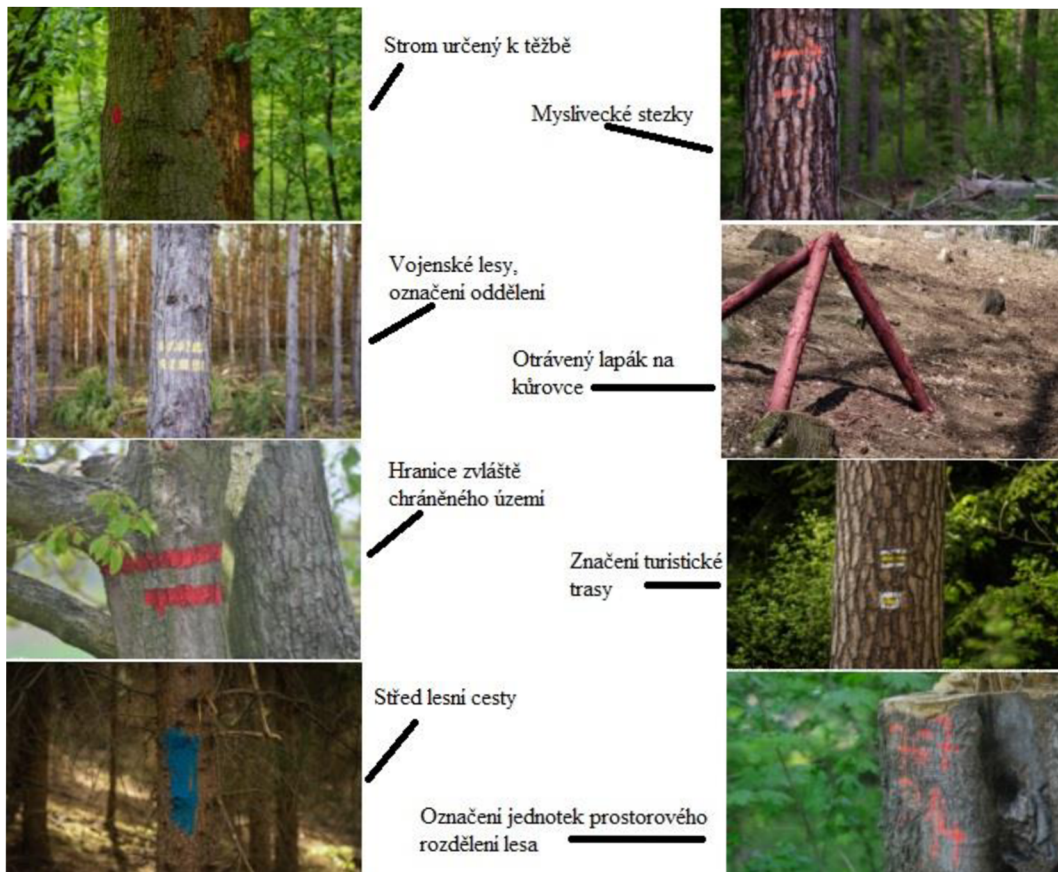 Strom určený k těžbě
Myslivecké stezky
Vojenské lesy,
označení oddělení
Otrávený lapák na
kůrovce
Hranice zvláště
chráněného území
Značení turistické
trasy
Střed lesní cesty
Označení jednotek prostorového
rozdělení lesa